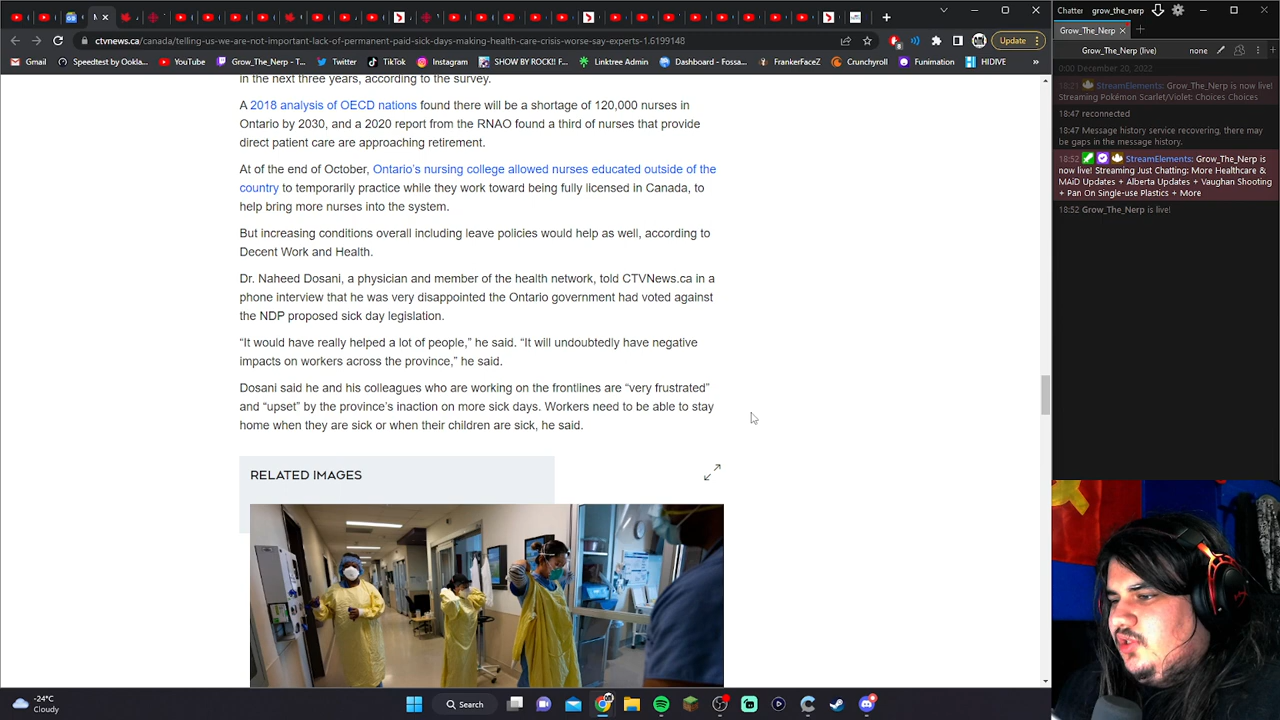 Update
ctvnews.ca/canada/telling-us-we-are-not-important-lack-of-permanent-paid-sick-days-making-health-care-crisis-worse-say-experts-1.6199148
Gmail
Speedtest by Ookla...
YouTube
Grow_The_Nerp - T...
Twitter
TikTok
Instagram
SHOW BY ROCK!! F...
Linktree Admin
Dashboard - Fossa...
FrankerFaceZ
Crunchyroll
Funimation
HIDIVE
»
in the next three years, according to the survey.
A 2018 analysis of OECD nations found there will be a shortage of 120,000 nurses in
Ontario by 2030, and a 2020 report from the RNAO found a third of nurses that provide
direct patient care are approaching retirement.
At of the end of October, Ontario's nursing college allowed nurses educated outside of the
country to temporarily practice while they work toward being fully licensed in Canada, to
help bring more nurses into the system.
But increasing conditions overall including leave policies would help as well, according to
Decent Work and Health.
Dr. Naheed Dosani, a physician and member of the health network, told CTVNews.ca in a
phone interview that he was very disappointed the Ontario government had voted against
the NDP proposed sick day legislation.
“It would have really helped a lot of people,” he said. “It will undoubtedly have negative
impacts on workers across the province,” he said.
Dosani said he and his colleagues who are working on the frontlines are “very frustrated”
and “upset” by the province’s inaction on more sick days. Workers need to be able to stay
home when they are sick or when their children are sick, he said.
RELATED IMAGES
Chatter
grow_the_nerp
Grow_The_Nerp
Grow_The_Nerp (live)
none
0:00 December 20, 2022
18:21 StreamElements: Grow_The_Nerp is now live!
Streaming Pokémon Scarlet/Violet: Choices Choices
18:47 reconnected
18:47 Message history service recovering, there may
be gaps in the message history.
18:52 StreamElements: Grow_The_Nerp is
now live! Streaming Just Chatting: More Healthcare &
MAiD Updates + Alberta Updates + Vaughan Shooting
+ Pan On Single-use Plastics + More
18:52 Grow_The_Nerp is live!
-24°C
Cloudy
Search